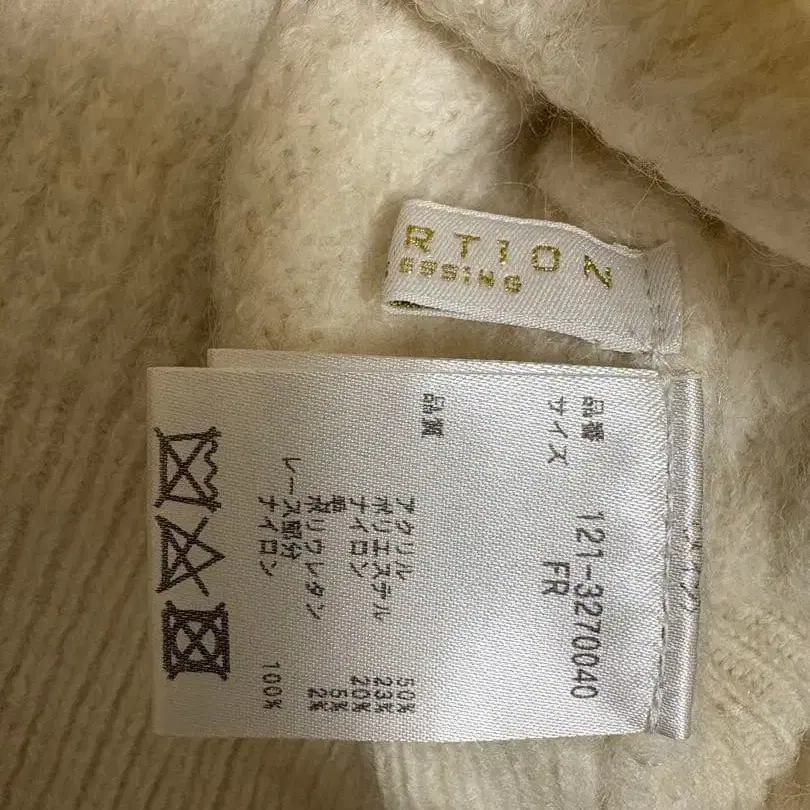 RTION
ESSING
品番 121-3270040
サイズ FR
品質
アクリル 50%
ポリエステル 23%
ナイロン 20%
毛 5%
ポリウレタン 2%
レース部分
ナイロン 100%